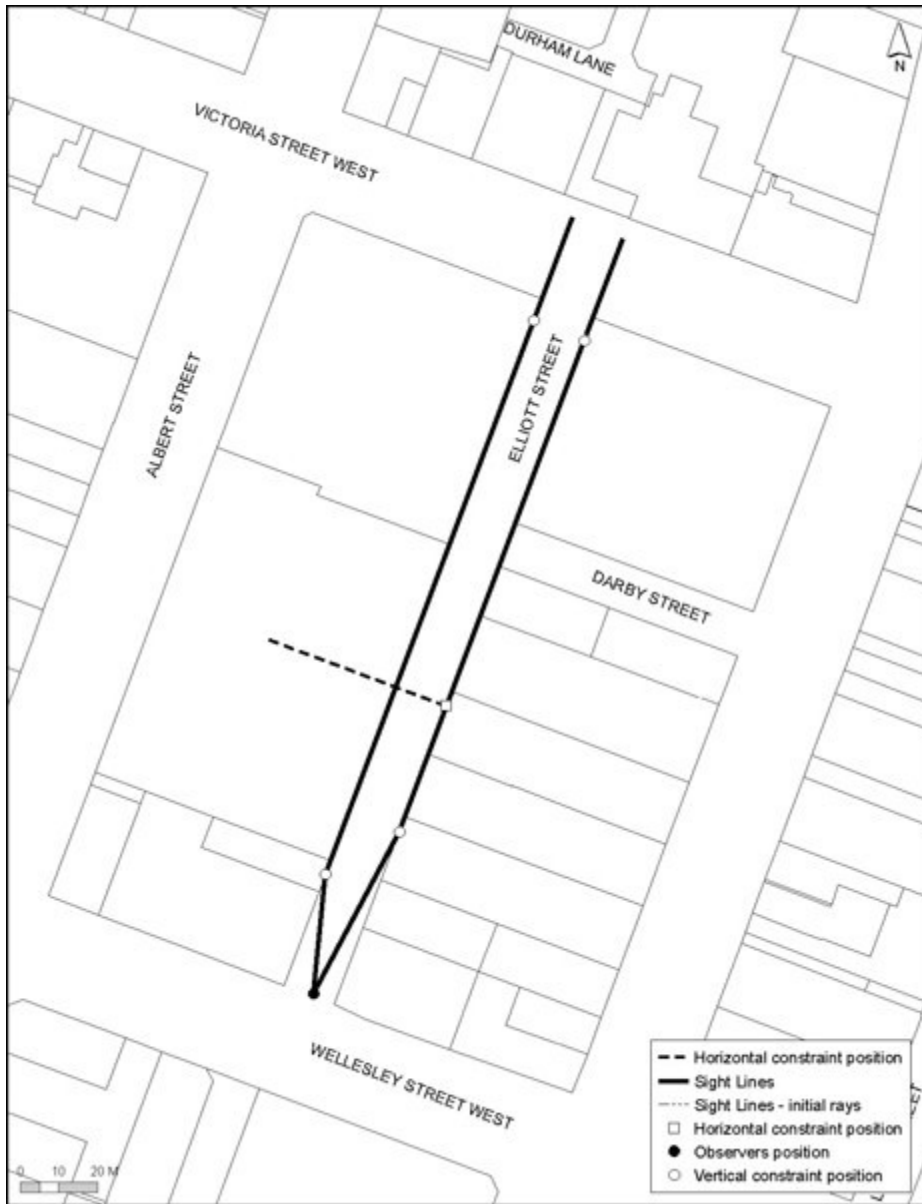 DURHAM LANE
N
VICTORIA STREET WEST
ALBERT STREET
ELLIOTT STREET
DARBY STREET
WELLESLEY STREET WEST
Horizontal constraint position
Sight Lines
Sight Lines - initial rays
Horizontal constraint position
Observers position
Vertical constraint position
0 10 20 M